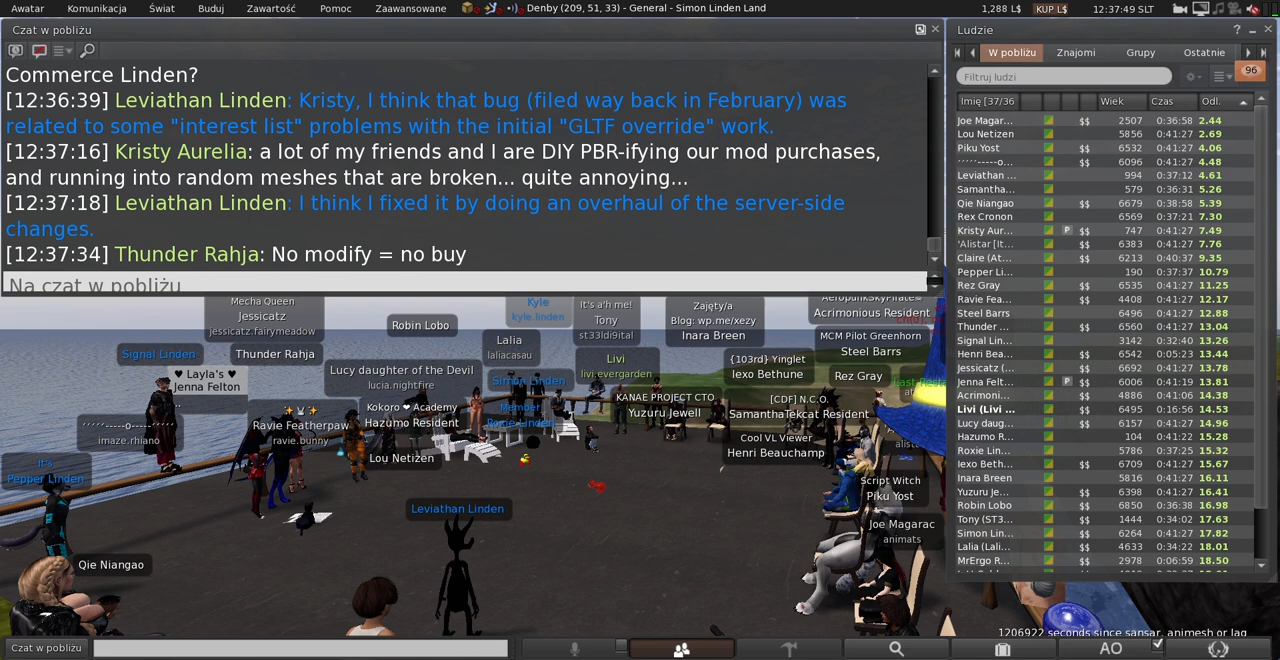 Awatar Komunikacja Świat Buduj Zawartość Pomoc Zaawansowane Denby (209, 51, 33) - General - Simon Linden Land 1,288 L$ KUP L$ 12:37:49 SLT
Czat w pobliżu
Commerce Linden?
[12:36:39] Leviathan Linden: Kristy, I think that bug (filed way back in February) was
related to some "interest list" problems with the initial "GLTF override" work.
[12:37:16] Kristy Aurelia: a lot of my friends and I are DIY PBR-ifying our mod purchases,
and running into random meshes that are broken... quite annoying...
[12:37:18] Leviathan Linden: I think I fixed it by doing an overhaul of the server-side
changes.
[12:37:34] Thunder Rahja: No modify = no buy
Na czat w pobliżu
Mecha Queen
Jessicatz
jessicatz.fairymeadow
Robin Lobo
Kyle
kyle.linden
It's a'h me!
Tony
st33ldi9ital
Zajęty/a
Blog: wp.me/xezy
Inara Breen
Acrimonious Resident
MCM Pilot Greenhorn
Steel Barrs
Signal Linden
Thunder Rahja
Lalia
laliacasau
Livi
livi.evergarden
{103rd} Yinglet
Iexo Bethune
Rez Gray
♥ Layla's ♥
Jenna Felton
Lucy daughter of the Devil
lucia.nightfire
Simon Linden
KANAE PROJECT CTO
Yuzuru Jewell
[CDF] N.C.O.
SamanthaTekcat Resident
Kokoro ❤ Academy
Hazumo Resident
Member
Roxie Linden
Ravie Featherpaw
ravie.bunny
imaze.rhiano
Lou Netizen
Cool VL Viewer
Henri Beauchamp
It's
Pepper Linden
Script Witch
Piku Yost
Leviathan Linden
Joe Magarac
animats
Qie Niangao
1206922 seconds since sansar, animesh or lag
Czat w pobliżu
AO
Ludzie
W pobliżu Znajomi Grupy Ostatnie
96
Filtruj ludzi
Imię [37/36 Wiek Czas Odl.
Joe Magar... $$ 2507 0:36:58 2.44
Lou Netizen 5856 0:41:27 2.69
Piku Yost $$ 6532 0:41:27 4.06
$$ 6096 0:41:27 4.48
Leviathan ... 994 0:37:12 4.61
Samantha... 579 0:36:31 5.26
Qie Niangao $$ 6679 0:38:58 5.39
Rex Cronon 6569 0:37:21 7.30
Kristy Aur... P $$ 747 0:41:27 7.49
'Alistar [It... $$ 6383 0:41:27 7.76
Claire (At... $$ 6213 0:40:37 9.35
Pepper Li... 190 0:37:37 10.79
Rez Gray $$ 6535 0:41:27 11.25
Ravie Fea... $$ 4408 0:41:27 12.17
Steel Barrs $$ 6496 0:41:27 12.88
Thunder ... $$ 6560 0:41:27 13.04
Signal Lin... 3142 0:32:40 13.26
Henri Bea... $$ 6542 0:05:23 13.44
Jessicatz (... $$ 6692 0:41:27 13.78
Jenna Felt... P $$ 6006 0:41:19 13.81
Acrimoni... $$ 4886 0:41:06 14.38
Livi (Livi ... $$ 6495 0:16:56 14.53
Lucy daug... $$ 6157 0:41:27 14.96
Hazumo R... 104 0:41:22 15.28
Roxie Lin... 5786 0:37:25 15.32
Iexo Beth... $$ 6709 0:41:27 15.67
Inara Breen 5816 0:41:27 16.11
Yuzuru Je... $$ 6398 0:41:27 16.41
Robin Lobo $$ 6850 0:36:38 16.98
Tony (ST3... $$ 1444 0:34:02 17.63
Simon Lin... $$ 6264 0:41:27 17.82
Lalia (Lali... $$ 4633 0:34:22 18.01
MrErgo R... $$ 2978 0:06:59 18.50